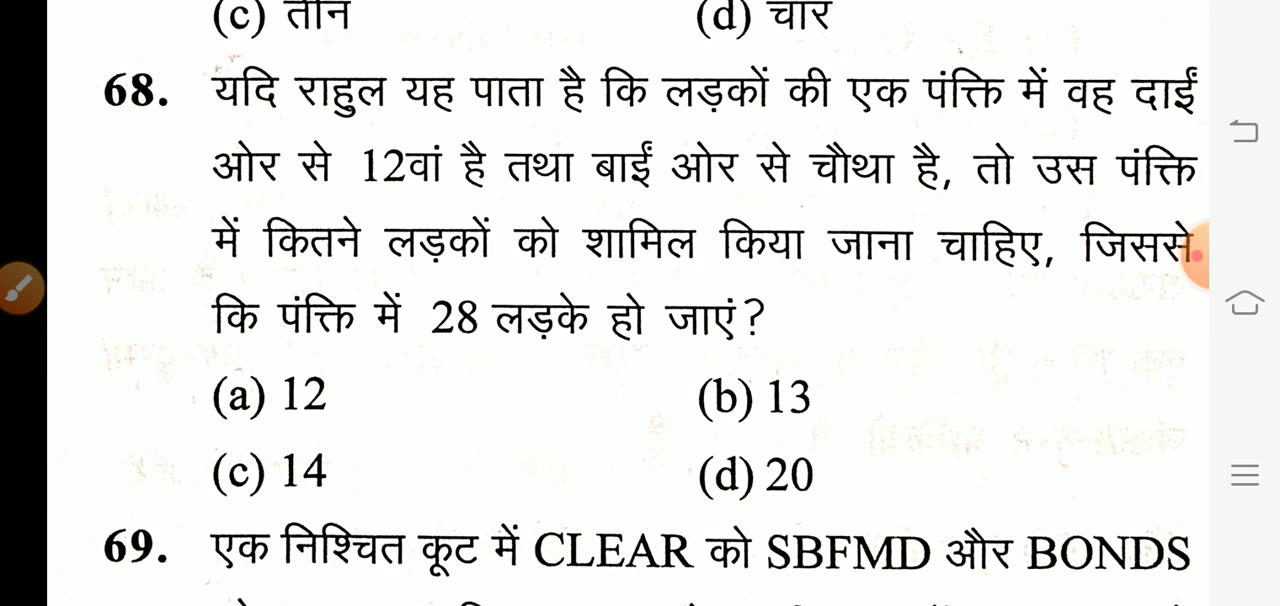 (c) तीन (d) चार
68. यदि राहुल यह पाता है कि लड़कों की एक पंक्ति में वह दाईं
ओर से 12वां है तथा बाईं ओर से चौथा है, तो उस पंक्ति
में कितने लड़कों को शामिल किया जाना चाहिए, जिससे
कि पंक्ति में 28 लड़के हो जाएं?
(a) 12 (b) 13
(c) 14 (d) 20
69. एक निश्चित कूट में CLEAR को SBFMD और BONDS